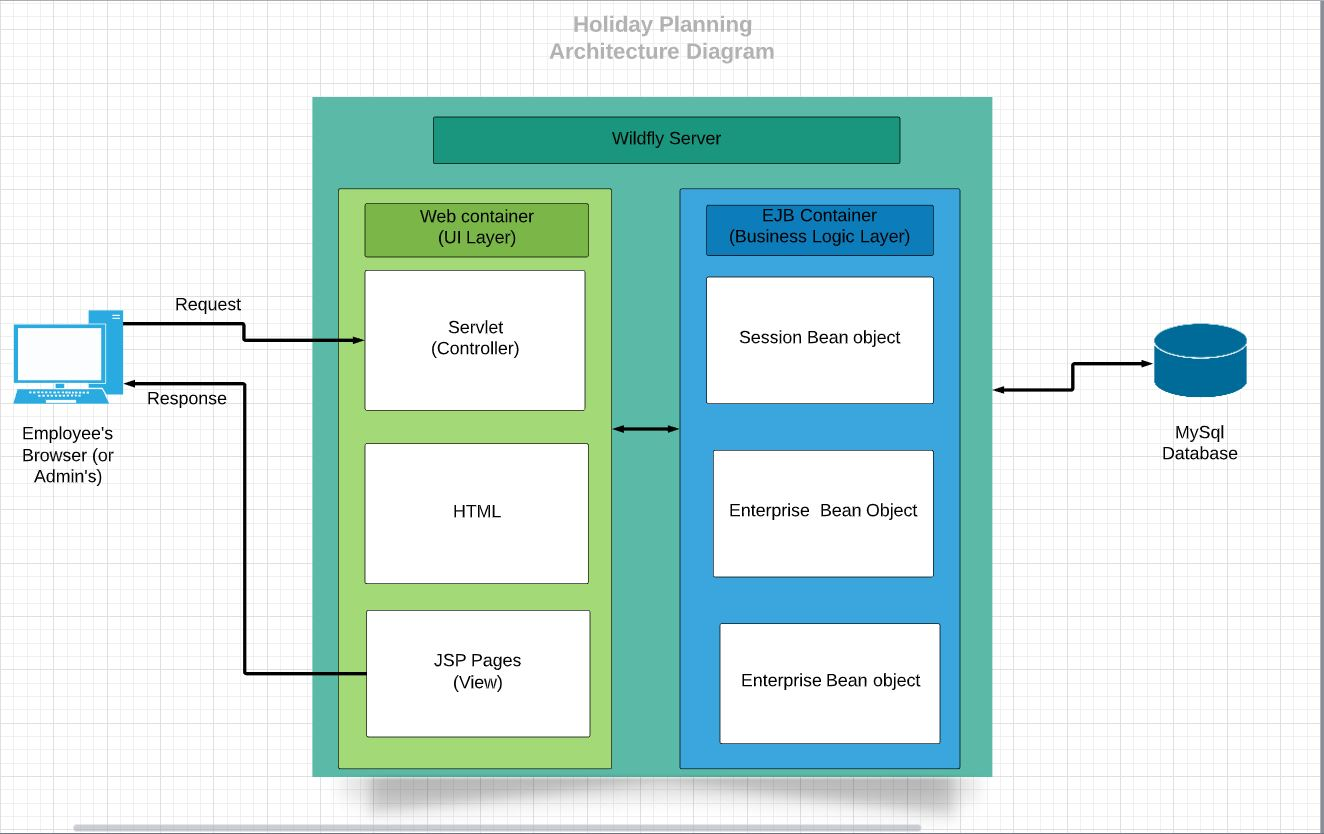 Holiday Planning
Architecture Diagram
Wildfly Server
Web container
(UI Layer)
EJB Container
(Business Logic Layer)
Request
Servlet
(Controller)
Session Bean object
Response
Employee's
Browser (or
Admin's)
MySql
Database
HTML
Enterprise  Bean Object
JSP Pages
(View)
Enterprise Bean object